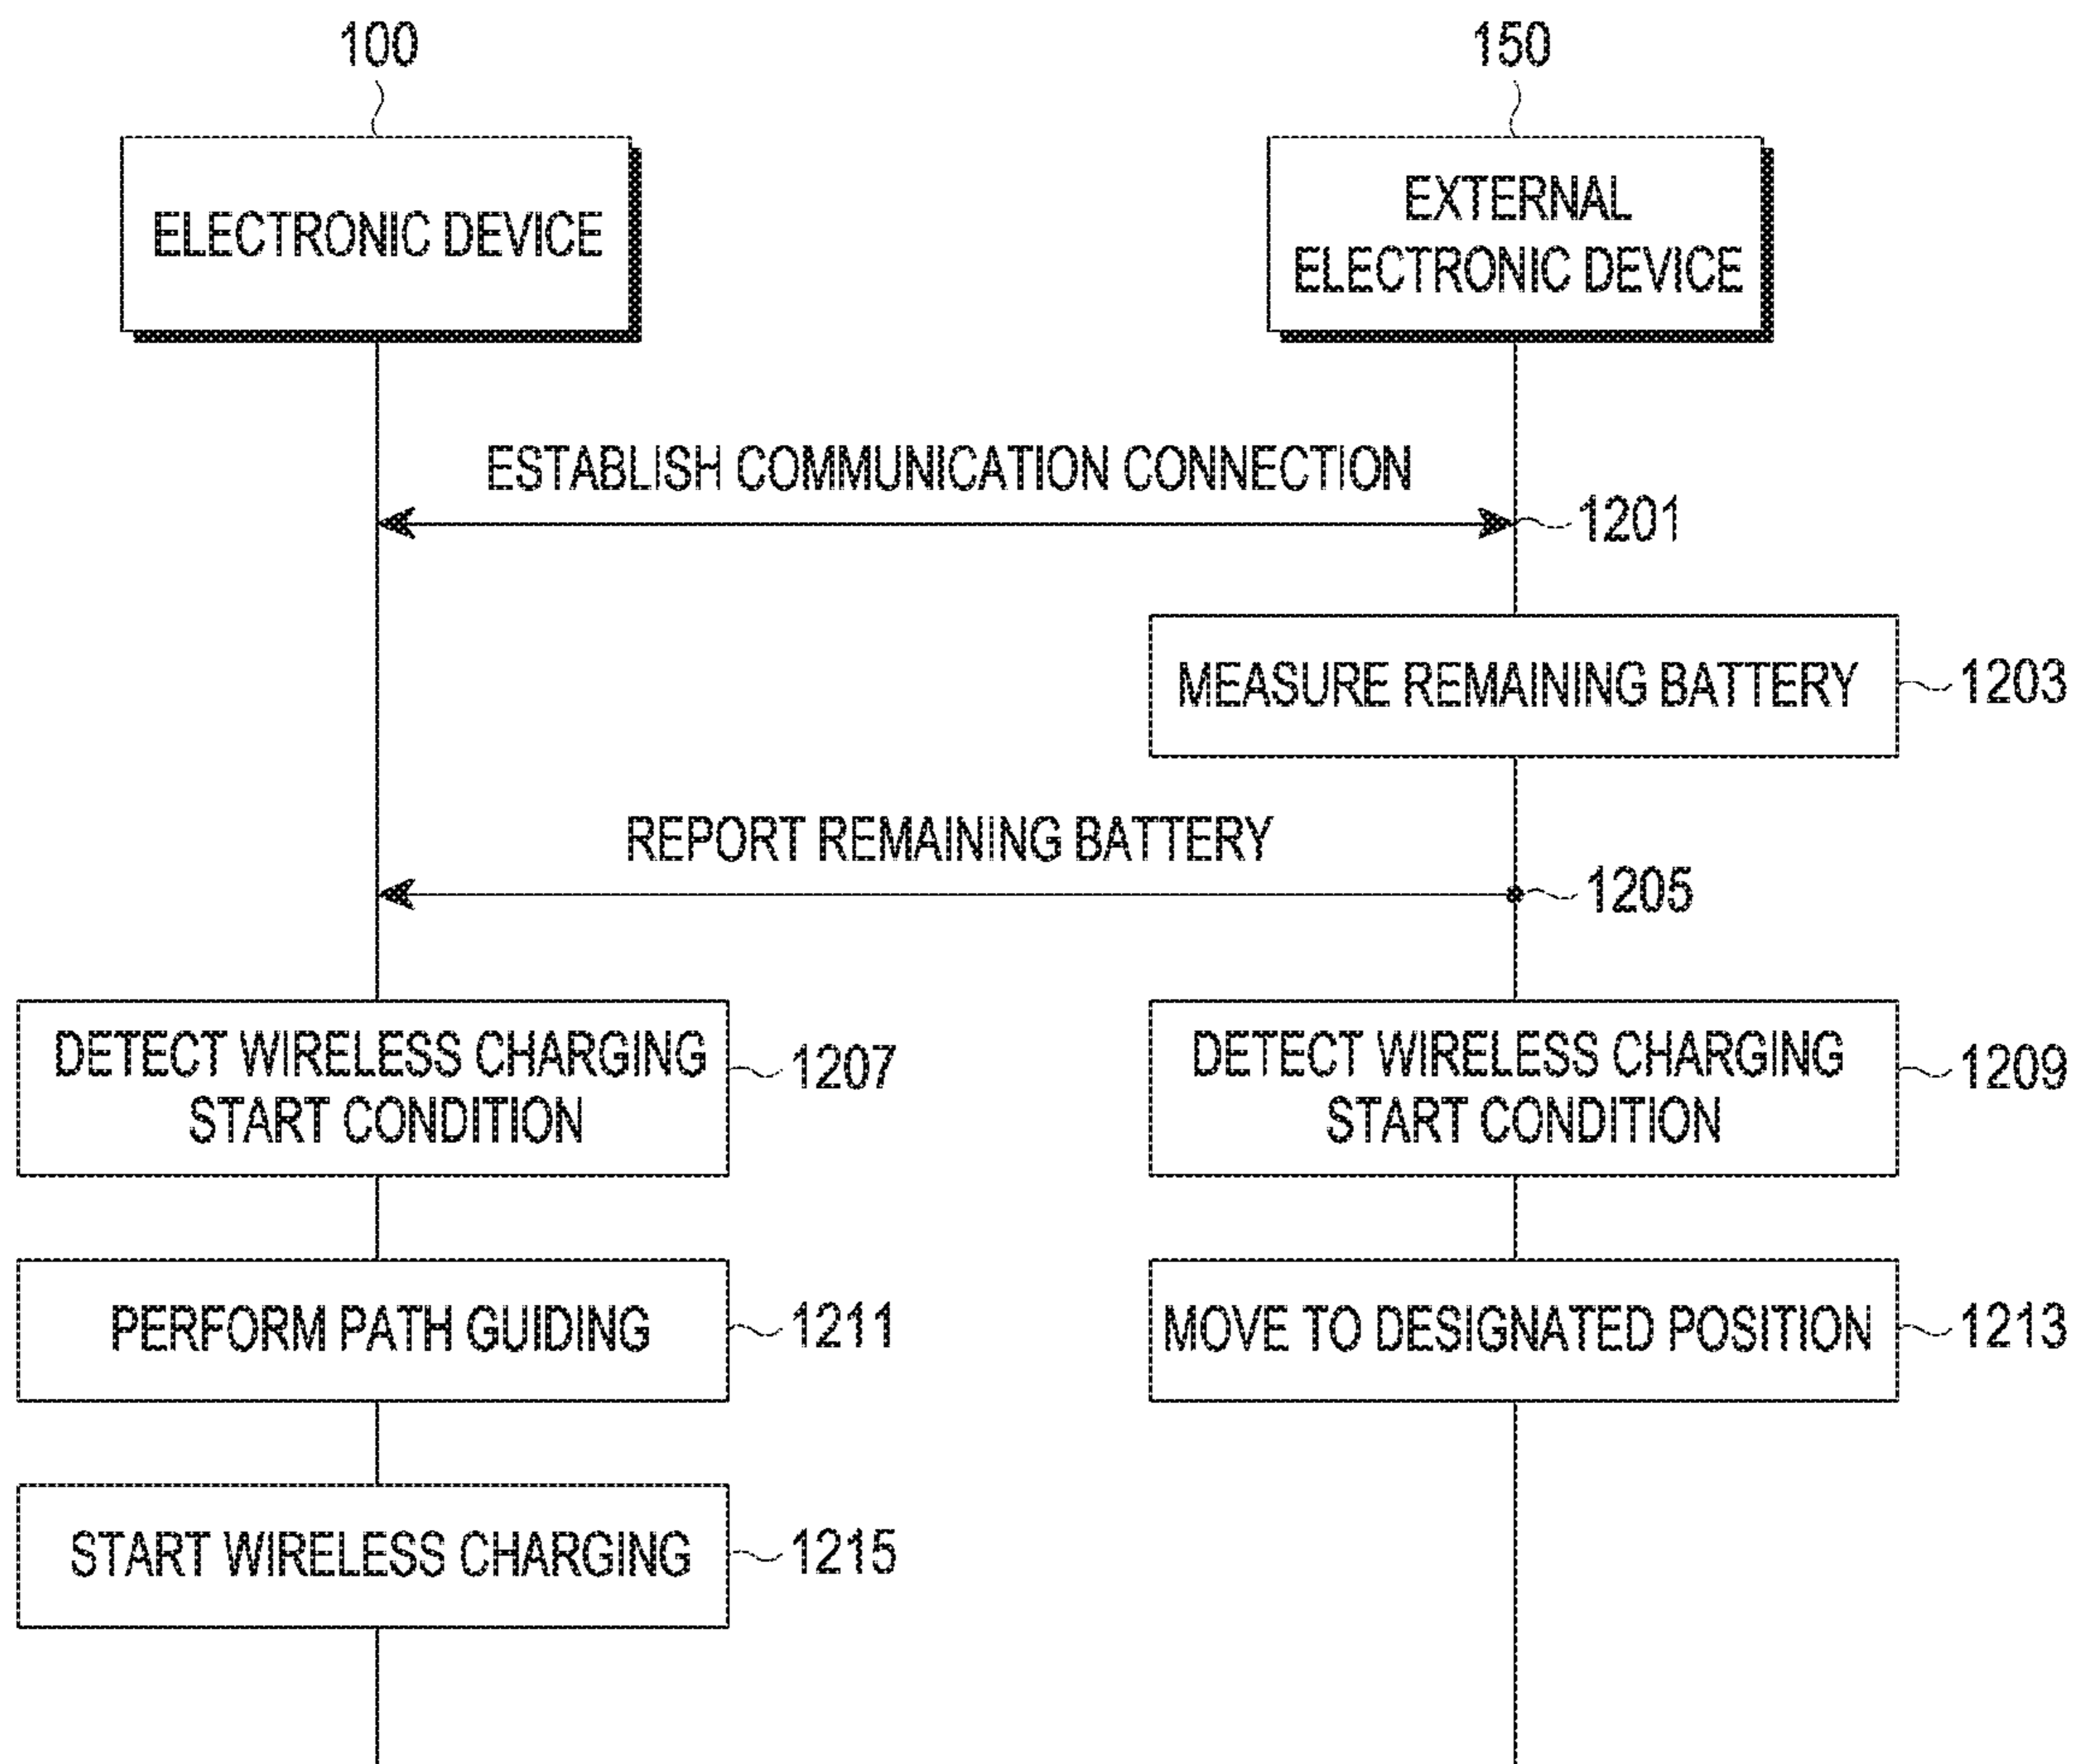 100
150
ELECTRONIC DEVICE
EXTERNAL
ELECTRONIC DEVICE
ESTABLISH COMMUNICATION CONNECTION
1201
MEASURE REMAINING BATTERY
1203
REPORT REMAINING BATTERY
1205
DETECT WIRELESS CHARGING
START CONDITION
1207
DETECT WIRELESS CHARGING
START CONDITION
1209
PERFORM PATH GUIDING
1211
MOVE TO DESIGNATED POSITION
1213
START WIRELESS CHARGING
1215